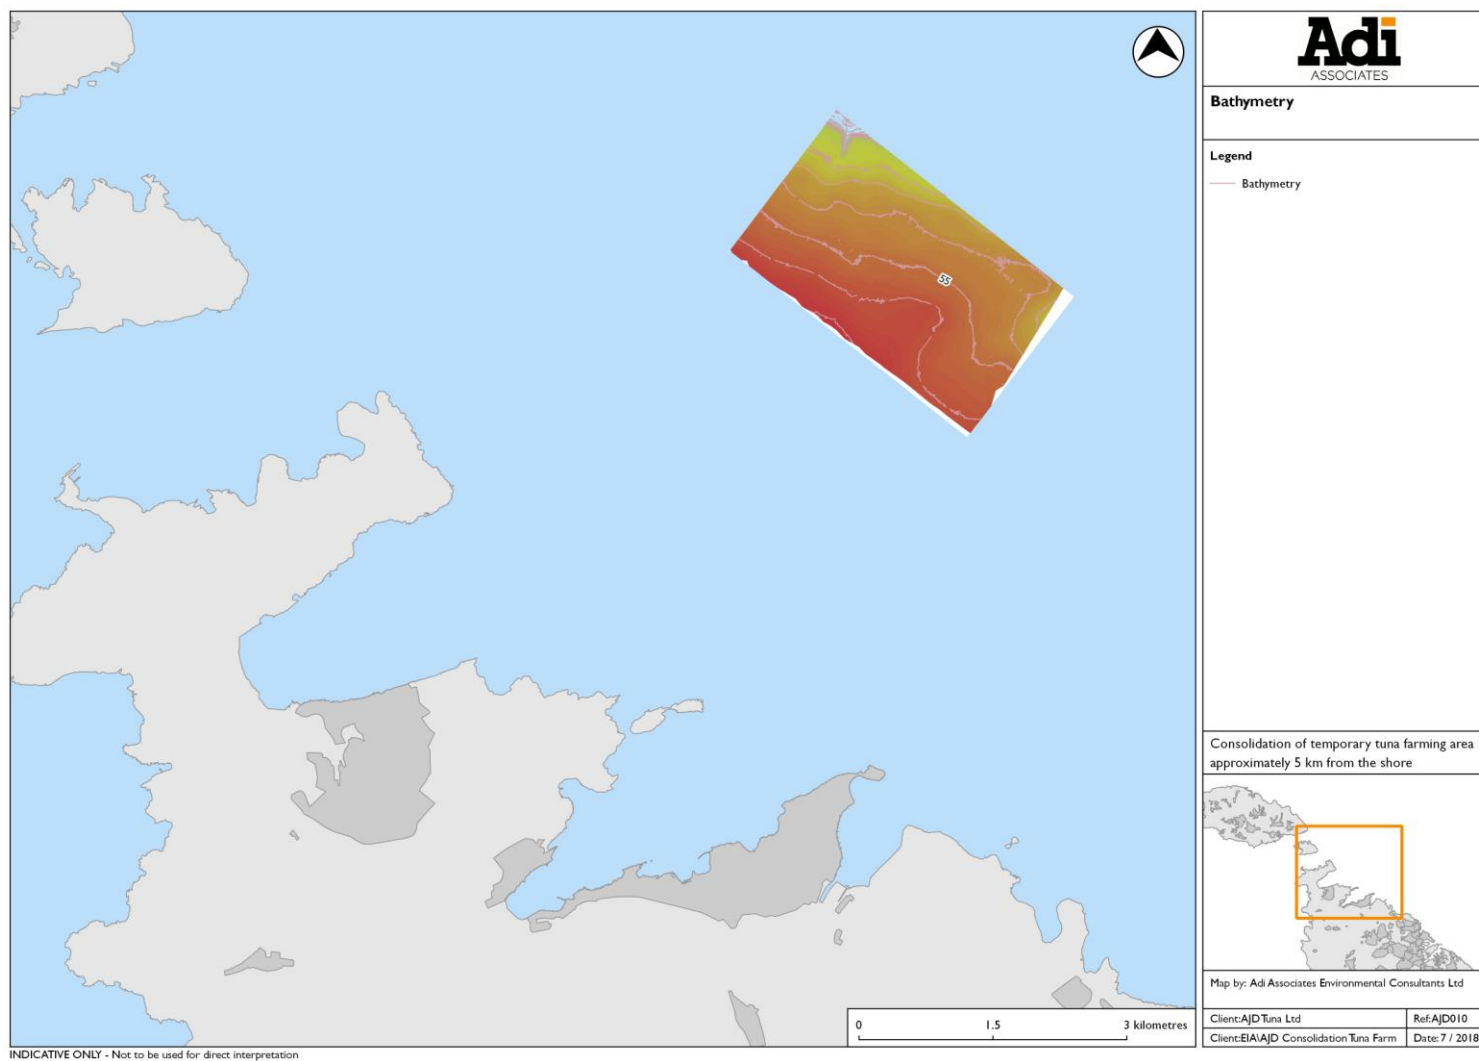 Adi
ASSOCIATES
Bathymetry
Legend
Bathymetry
55
Consolidation of temporary tuna farming area
approximately 5 km from the shore
Map by: Adi Associates Environmental Consultants Ltd
Client:AJD Tuna Ltd
Ref:AJD010
Client:EIA\AJD Consolidation Tuna Farm
Date: 7 / 2018
0
1.5
3 kilometres
INDICATIVE ONLY - Not to be used for direct interpretation